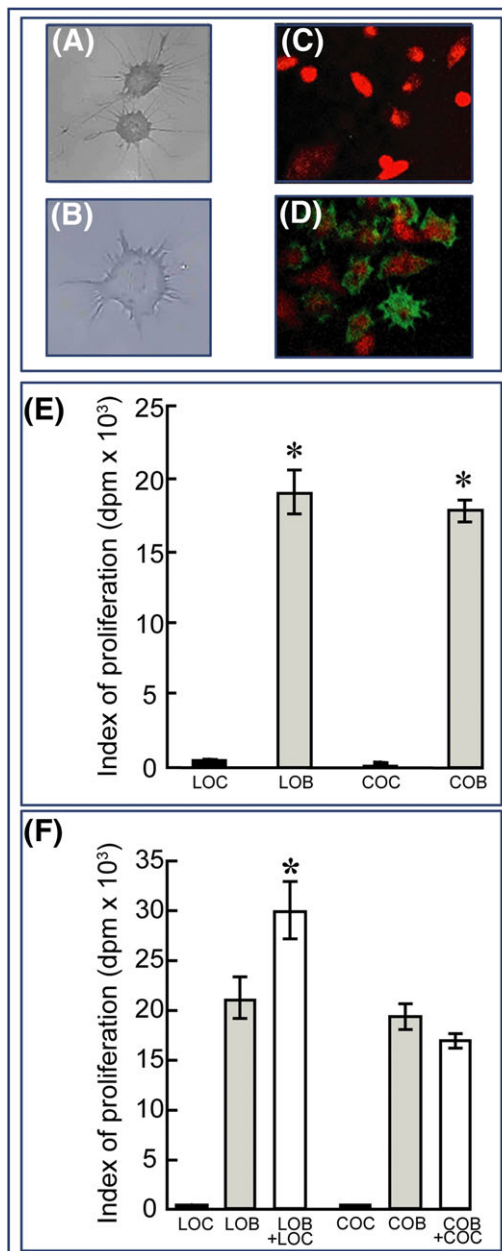 (A)
(C)
(B)
(D)
(E)
Index of proliferation (dpm x 10³)
25
20
15
10
5
0
*
*
LOC LOB COC COB
(F)
Index of proliferation (dpm x 10³)
35
30
25
20
15
10
5
0
*
LOC LOB LOB COC COB COB
+LOC +COC